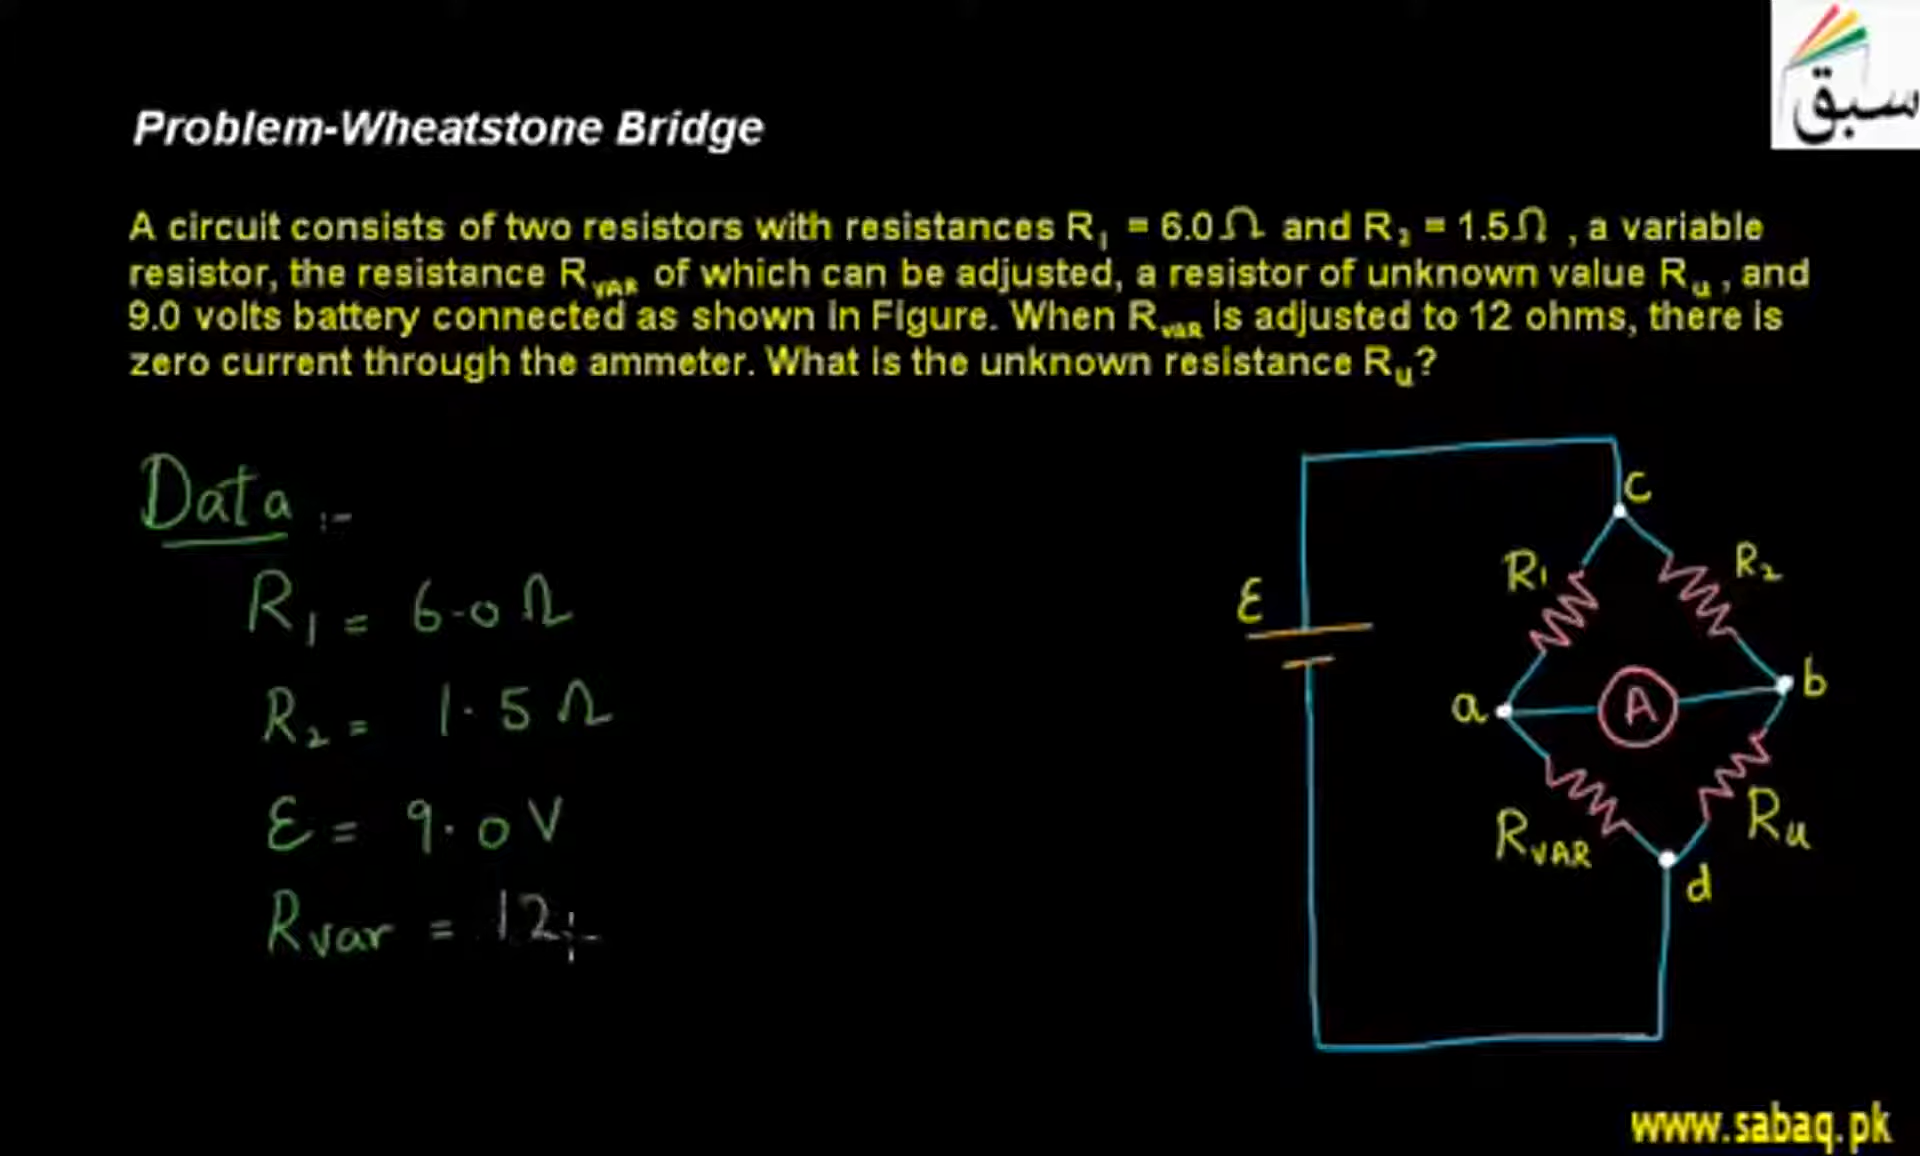 سبق
Problem-Wheatstone Bridge
A circuit consists of two resistors with resistances R₁ = 6.0Ω and R₂ = 1.5Ω , a variable
resistor, the resistance R_VAR of which can be adjusted, a resistor of unknown value R_u , and
9.0 volts battery connected as shown in Figure. When R_VAR is adjusted to 12 ohms, there is
zero current through the ammeter. What is the unknown resistance R_u?
Data :-
R₁ = 6.0 Ω
R₂ = 1.5 Ω
ε = 9.0 V
R_var = 12
c
R₁
R₂
ε
a
A
b
R_VAR
R_u
d
www.sabaq.pk